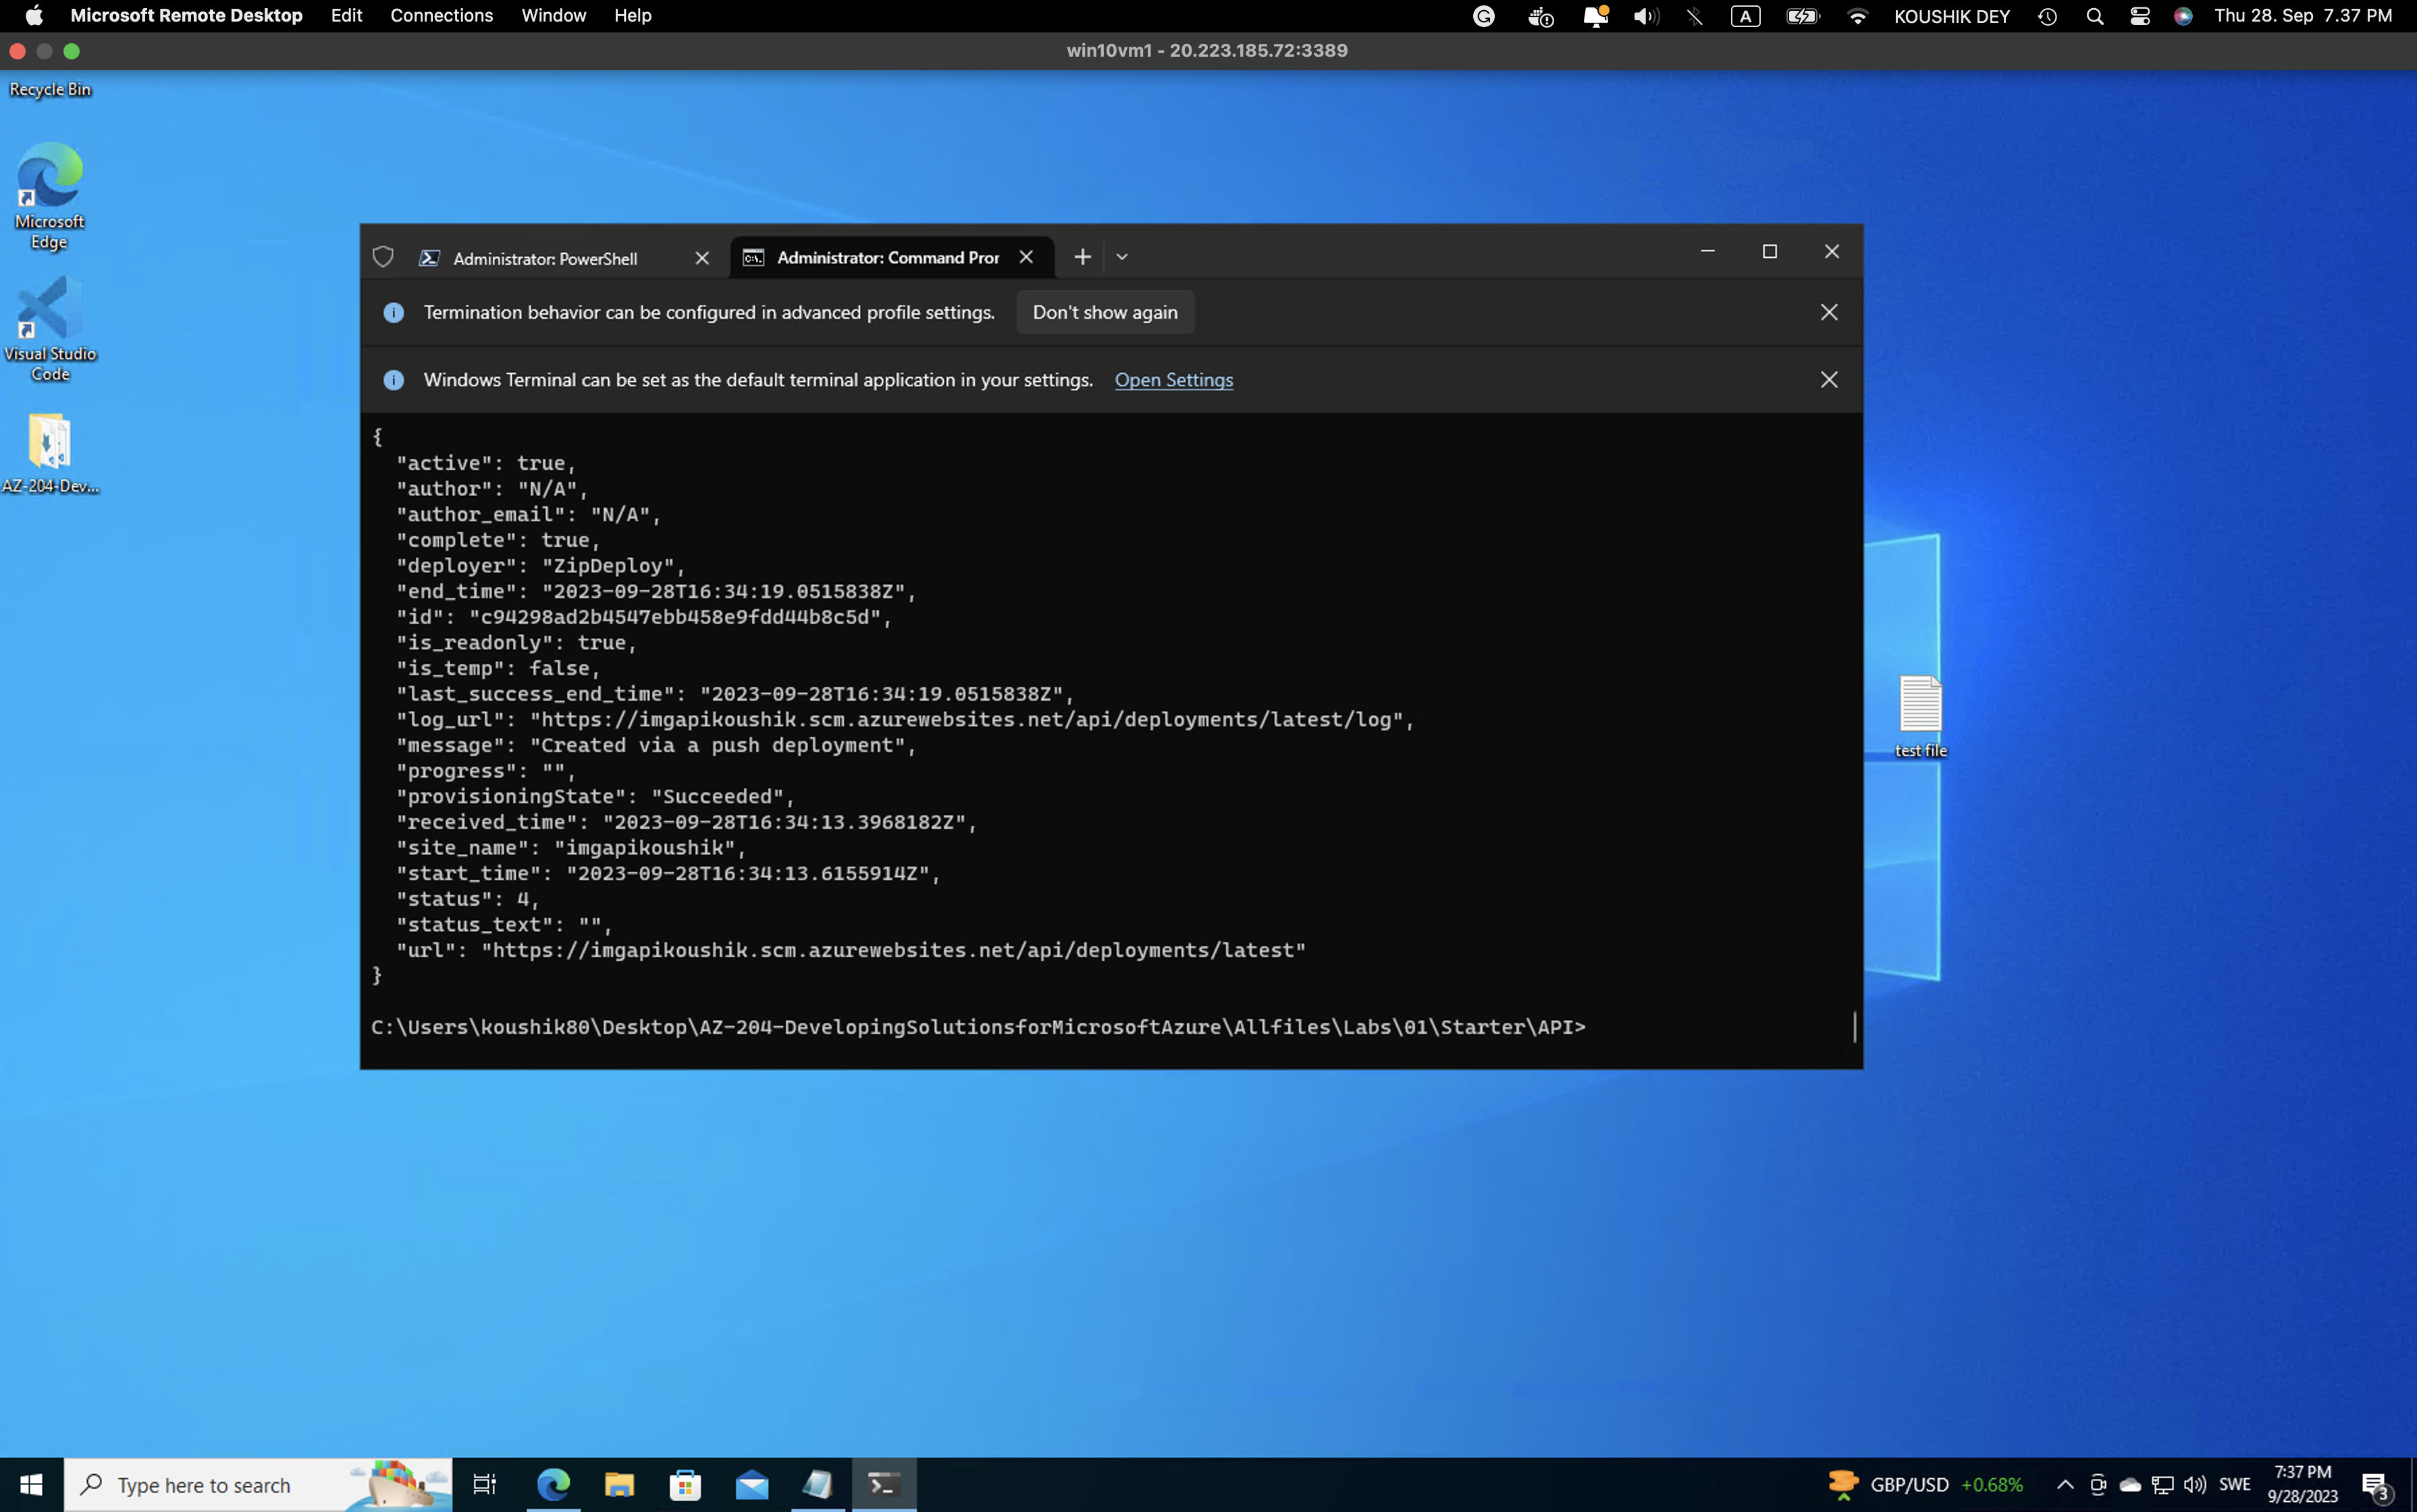 Microsoft Remote Desktop Edit Connections Window Help
A KOUSHIK DEY Thu 28. Sep 7.37 PM
win10vm1 - 20.223.185.72:3389
Recycle Bin
Microsoft
Edge
Visual Studio
Code
AZ-204-Dev...
test file
Administrator: PowerShell
Administrator: Command Pror
Termination behavior can be configured in advanced profile settings. Don't show again
Windows Terminal can be set as the default terminal application in your settings. Open Settings
{
"active": true,
"author": "N/A",
"author_email": "N/A",
"complete": true,
"deployer": "ZipDeploy",
"end_time": "2023-09-28T16:34:19.0515838Z",
"id": "c94298ad2b4547ebb458e9fdd44b8c5d",
"is_readonly": true,
"is_temp": false,
"last_success_end_time": "2023-09-28T16:34:19.0515838Z",
"log_url": "https://imgapikoushik.scm.azurewebsites.net/api/deployments/latest/log",
"message": "Created via a push deployment",
"progress": "",
"provisioningState": "Succeeded",
"received_time": "2023-09-28T16:34:13.3968182Z",
"site_name": "imgapikoushik",
"start_time": "2023-09-28T16:34:13.6155914Z",
"status": 4,
"status_text": "",
"url": "https://imgapikoushik.scm.azurewebsites.net/api/deployments/latest"
}
C:\Users\koushik80\Desktop\AZ-204-DevelopingSolutionsforMicrosoftAzure\Allfiles\Labs\01\Starter\API>
Type here to search
GBP/USD +0.68%
SWE
7:37 PM
9/28/2023
3